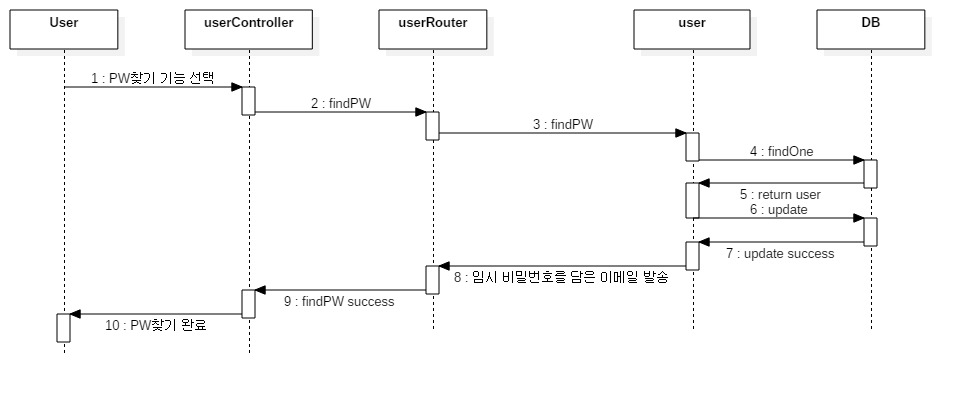 User
userController
userRouter
user
DB
1 : PW찾기 기능 선택
2 : findPW
3 : findPW
4 : findOne
5 : return user
6 : update
7 : update success
8 : 임시 비밀번호를 담은 이메일 발송
9 : findPW success
10 : PW찾기 완료